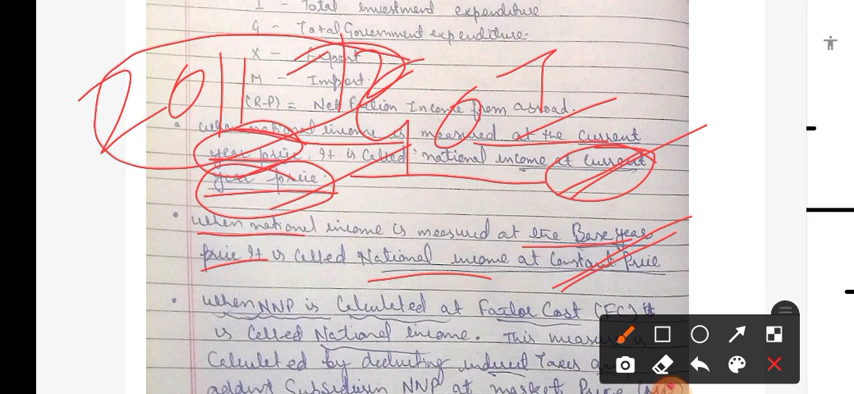 I - Total investment expenditure
G - Total Government expenditure
X - Export
M - Import
(R-P) = Net Income from abroad.
• when national income is measured at the current
year price, It is called national income at current
year price.
• When national income is measured at the Base year
price It is called National income at Constant Price
• When NNP is Calculated at Factor Cost (FC) it
is Called National income. This
Calculated by deducting indirect Taxes
NNP at market Price
2011-12